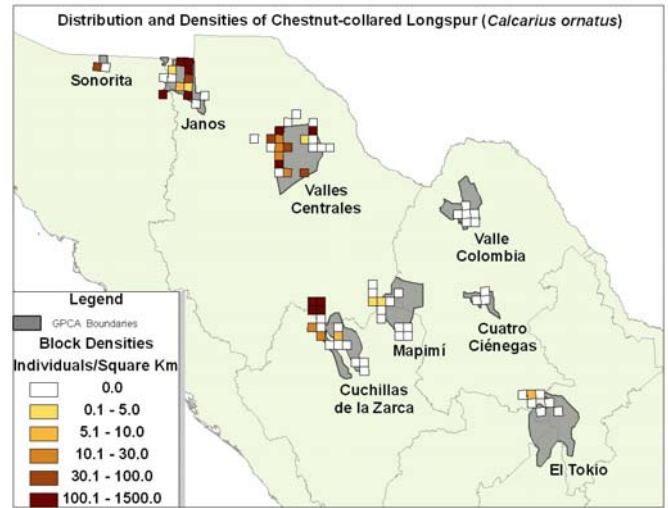 Distribution and Densities of Chestnut-collared Longspur (Calcarius ornatus)
Sonorita
Janos
Valles
Centrales
Valle
Colombia
Cuatro
Ciénegas
Mapimí
Cuchillas
de la Zarca
El Tokio
Legend
GPCA Boundaries
Block Densities
Individuals/Square Km
0.0
0.1 - 5.0
5.1 - 10.0
10.1 - 30.0
30.1 - 100.0
100.1 - 1500.0